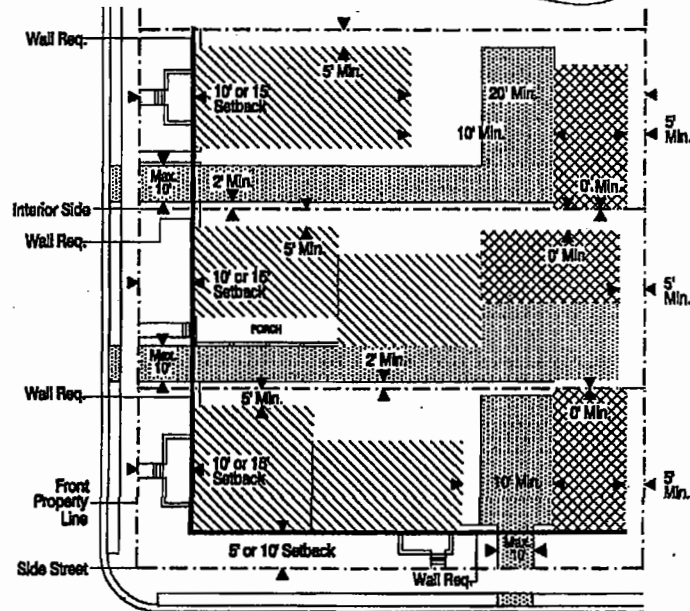 Wall Req.
5' Min.
10' or 15'
Setback
20' Min.
10' Min.
5'
Min.
Max.
10'
2' Min.
0' Min.
Interior Side
Wall Req.
5' Min.
0' Min.
10' or 15'
Setback
5'
Min.
PORCH
Max.
10'
2' Min.
Wall Req.
5' Min.
0' Min.
10' or 15'
Setback
10' Min.
5'
Min.
Front
Property
Line
5' or 10' Setback
Max.
10'
Side Street
Wall Req.